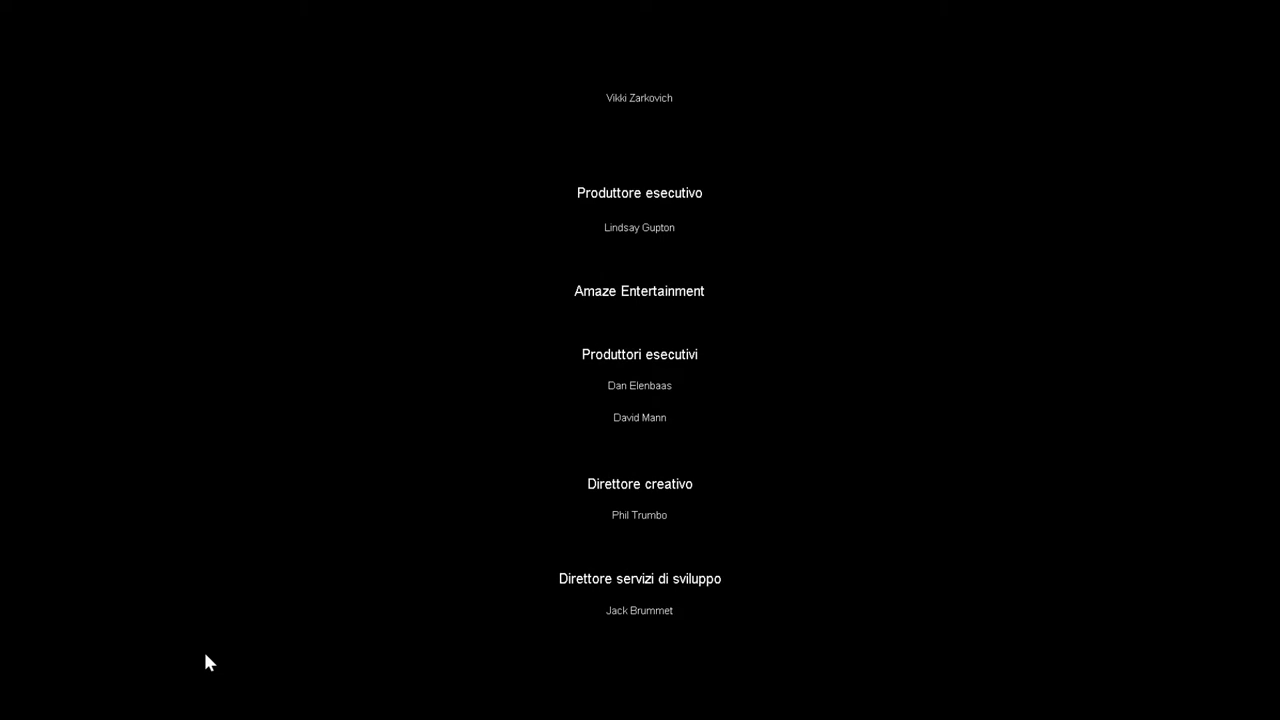 Vikki Zarkovich
Produttore esecutivo
Lindsay Gupton
Amaze Entertainment
Produttori esecutivi
Dan Elenbaas
David Mann
Direttore creativo
Phil Trumbo
Direttore servizi di sviluppo
Jack Brummet